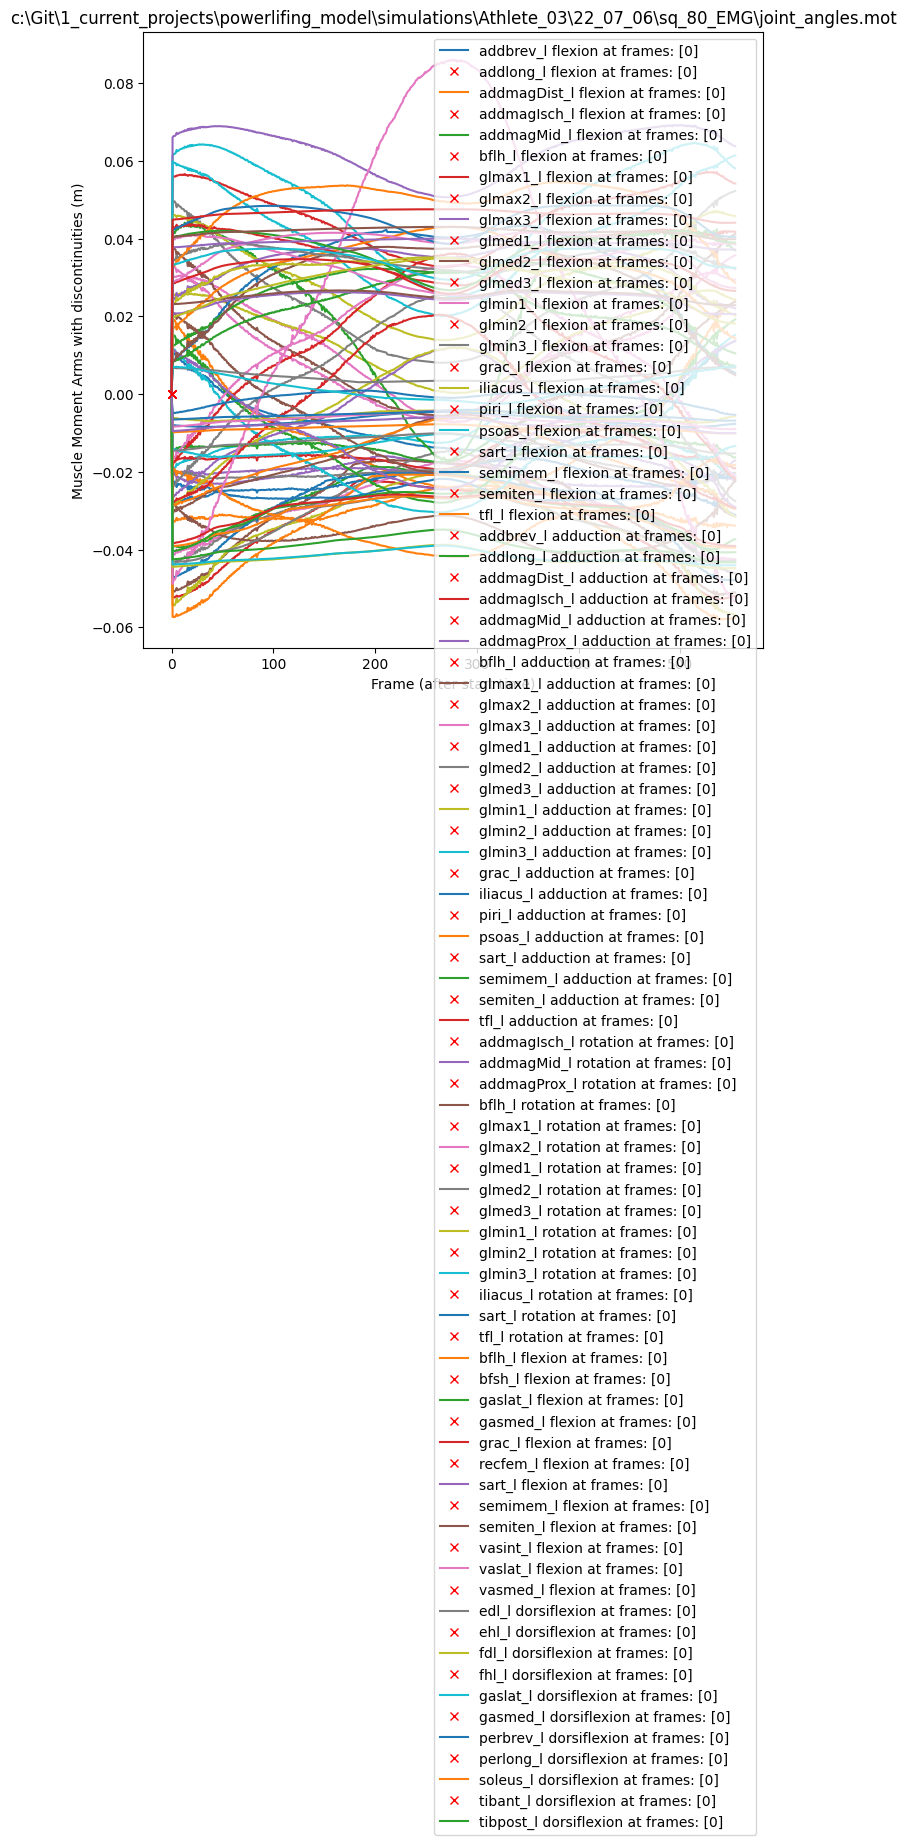 c:\Git\1_current_projects\powerlifing_model\simulations\Athlete_03\22_07_06\sq_80_EMG\joint_angles.mot
Muscle Moment Arms with discontinuities (m)
0.08
0.06
0.04
0.02
0.00
−0.02
−0.04
−0.06
0
100
200
300
Frame (after sta
addbrev_l flexion at frames: [0]
addlong_l flexion at frames: [0]
addmagDist_l flexion at frames: [0]
addmagIsch_l flexion at frames: [0]
addmagMid_l flexion at frames: [0]
bflh_l flexion at frames: [0]
glmax1_l flexion at frames: [0]
glmax2_l flexion at frames: [0]
glmax3_l flexion at frames: [0]
glmed1_l flexion at frames: [0]
glmed2_l flexion at frames: [0]
glmed3_l flexion at frames: [0]
glmin1_l flexion at frames: [0]
glmin2_l flexion at frames: [0]
glmin3_l flexion at frames: [0]
grac_l flexion at frames: [0]
iliacus_l flexion at frames: [0]
piri_l flexion at frames: [0]
psoas_l flexion at frames: [0]
sart_l flexion at frames: [0]
semimem_l flexion at frames: [0]
semiten_l flexion at frames: [0]
tfl_l flexion at frames: [0]
addbrev_l adduction at frames: [0]
addlong_l adduction at frames: [0]
addmagDist_l adduction at frames: [0]
addmagIsch_l adduction at frames: [0]
addmagMid_l adduction at frames: [0]
addmagProx_l adduction at frames: [0]
bflh_l adduction at frames: [0]
glmax1_l adduction at frames: [0]
glmax2_l adduction at frames: [0]
glmax3_l adduction at frames: [0]
glmed1_l adduction at frames: [0]
glmed2_l adduction at frames: [0]
glmed3_l adduction at frames: [0]
glmin1_l adduction at frames: [0]
glmin2_l adduction at frames: [0]
glmin3_l adduction at frames: [0]
grac_l adduction at frames: [0]
iliacus_l adduction at frames: [0]
piri_l adduction at frames: [0]
psoas_l adduction at frames: [0]
sart_l adduction at frames: [0]
semimem_l adduction at frames: [0]
semiten_l adduction at frames: [0]
tfl_l adduction at frames: [0]
addmagIsch_l rotation at frames: [0]
addmagMid_l rotation at frames: [0]
addmagProx_l rotation at frames: [0]
bflh_l rotation at frames: [0]
glmax1_l rotation at frames: [0]
glmax2_l rotation at frames: [0]
glmed1_l rotation at frames: [0]
glmed2_l rotation at frames: [0]
glmed3_l rotation at frames: [0]
glmin1_l rotation at frames: [0]
glmin2_l rotation at frames: [0]
glmin3_l rotation at frames: [0]
iliacus_l rotation at frames: [0]
sart_l rotation at frames: [0]
tfl_l rotation at frames: [0]
bflh_l flexion at frames: [0]
bfsh_l flexion at frames: [0]
gaslat_l flexion at frames: [0]
gasmed_l flexion at frames: [0]
grac_l flexion at frames: [0]
recfem_l flexion at frames: [0]
sart_l flexion at frames: [0]
semimem_l flexion at frames: [0]
semiten_l flexion at frames: [0]
vasint_l flexion at frames: [0]
vaslat_l flexion at frames: [0]
vasmed_l flexion at frames: [0]
edl_l dorsiflexion at frames: [0]
ehl_l dorsiflexion at frames: [0]
fdl_l dorsiflexion at frames: [0]
fhl_l dorsiflexion at frames: [0]
gaslat_l dorsiflexion at frames: [0]
gasmed_l dorsiflexion at frames: [0]
perbrev_l dorsiflexion at frames: [0]
perlong_l dorsiflexion at frames: [0]
soleus_l dorsiflexion at frames: [0]
tibant_l dorsiflexion at frames: [0]
tibpost_l dorsiflexion at frames: [0]